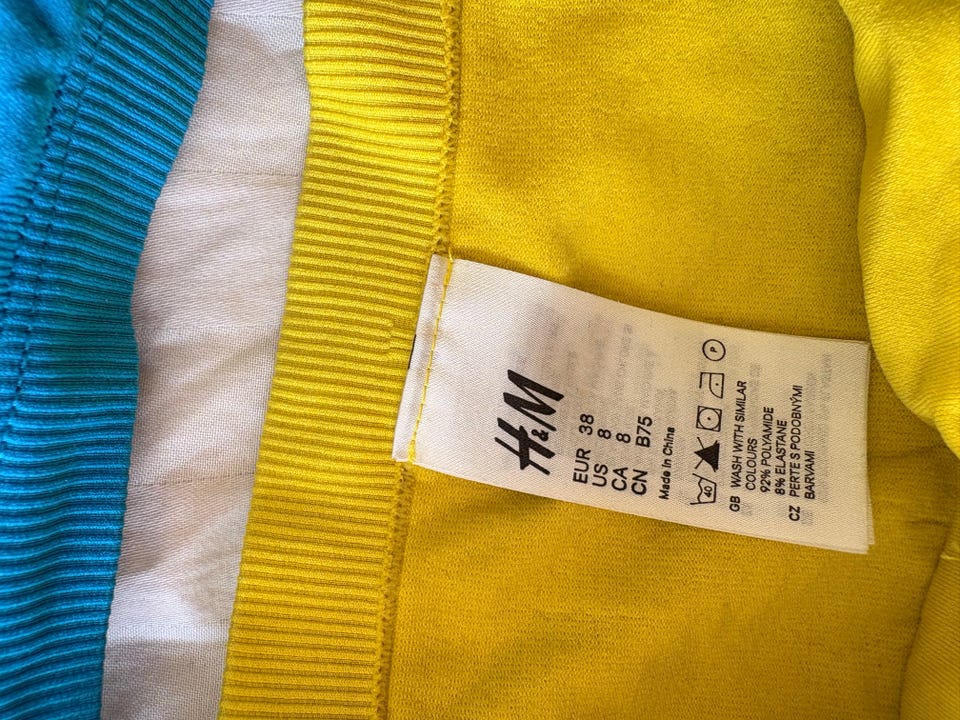 H&M
EUR 38
US 8
CA 8
CN B75
Made in China
40
P
GB WASH WITH SIMILAR
COLOURS
92% POLYAMIDE
8% ELASTANE
CZ PERTE S PODOBNÝMI
BARVAMI